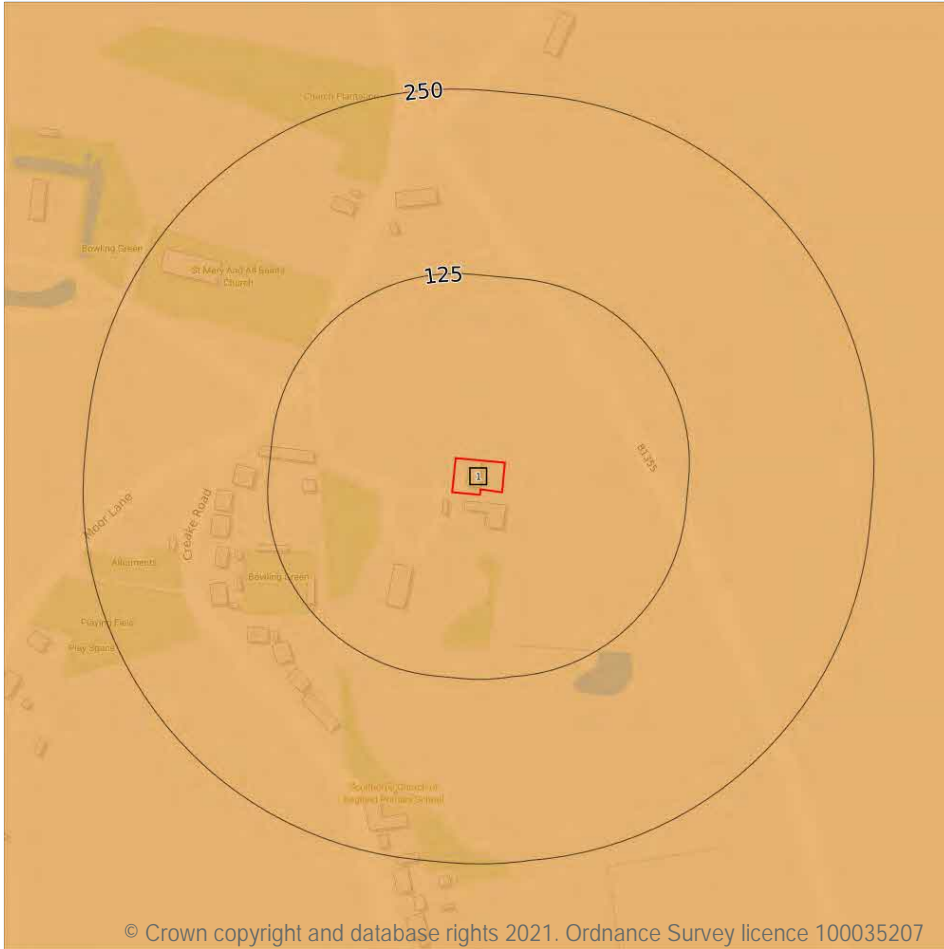 250
Church Plantation
Bowling Green
St Mary And All Saints
Church
125
B1355
1
Moor Lane
Creake Road
Allotments
Bowling Green
Playing Field
Play Space
Church of
England Primary School
© Crown copyright and database rights 2021. Ordnance Survey licence 100035207